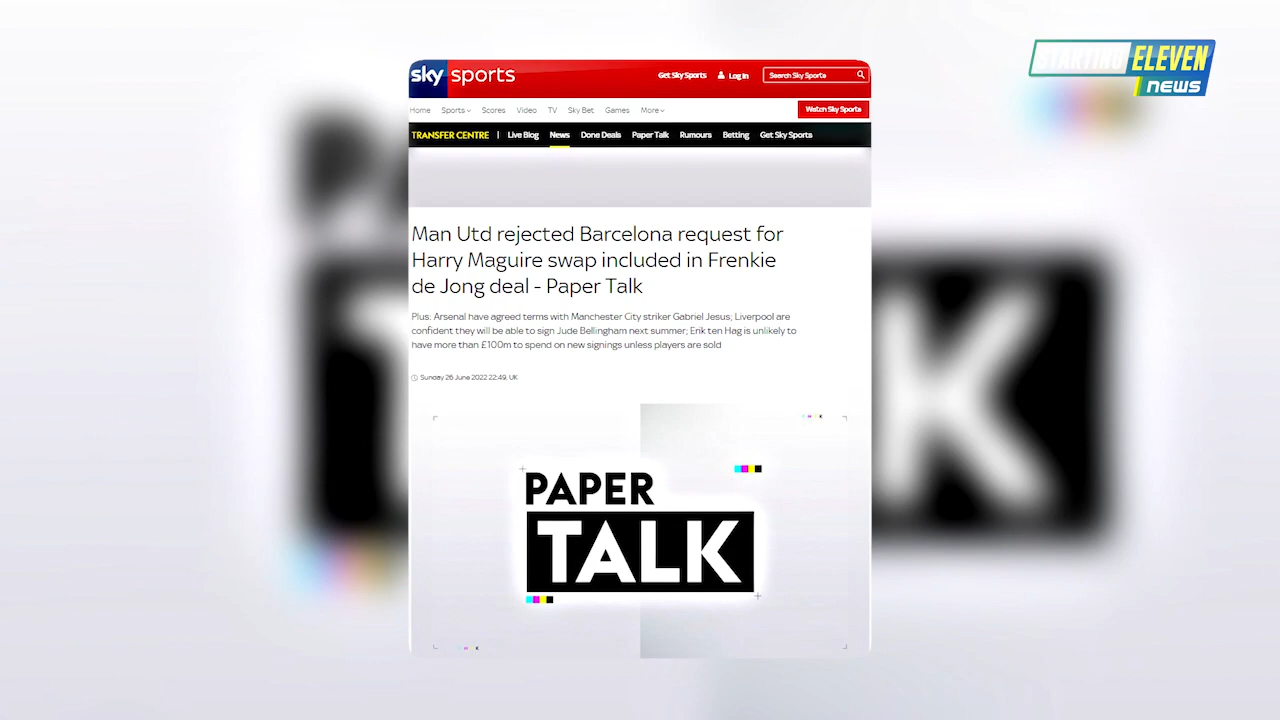 STARTING ELEVEN
news
sky sports
Get Sky Sports
Log In
Search Sky Sports
Home Sports Scores Video TV Sky Bet Games More
Watch Sky Sports
TRANSFER CENTRE | Live Blog News Done Deals Paper Talk Rumours Betting Get Sky Sports
Man Utd rejected Barcelona request for
Harry Maguire swap included in Frenkie
de Jong deal - Paper Talk
Plus: Arsenal have agreed terms with Manchester City striker Gabriel Jesus; Liverpool are
confident they will be able to sign Jude Bellingham next summer; Erik ten Hag is unlikely to
have more than £100m to spend on new signings unless players are sold
Sunday 26 June 2022 22:49, UK
PAPER
TALK